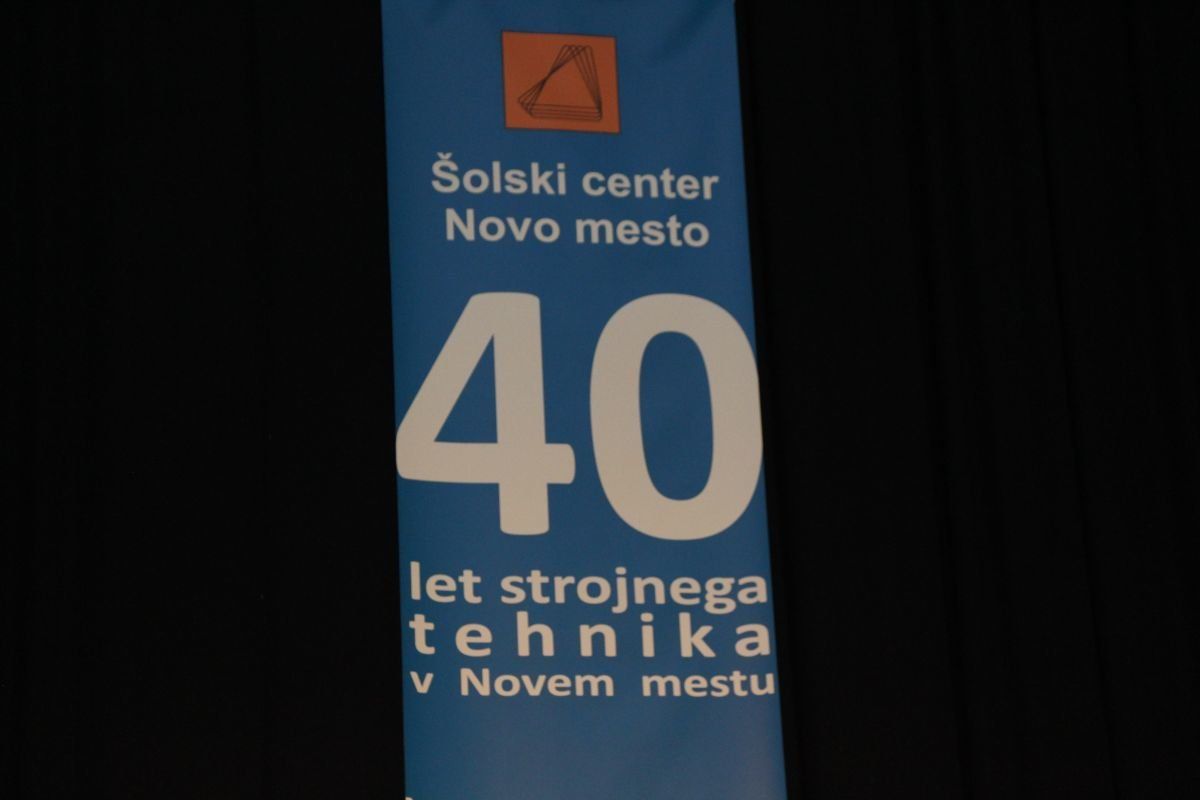 Šolski center
Novo mesto
40
let strojnega
tehnika
v Novem mestu